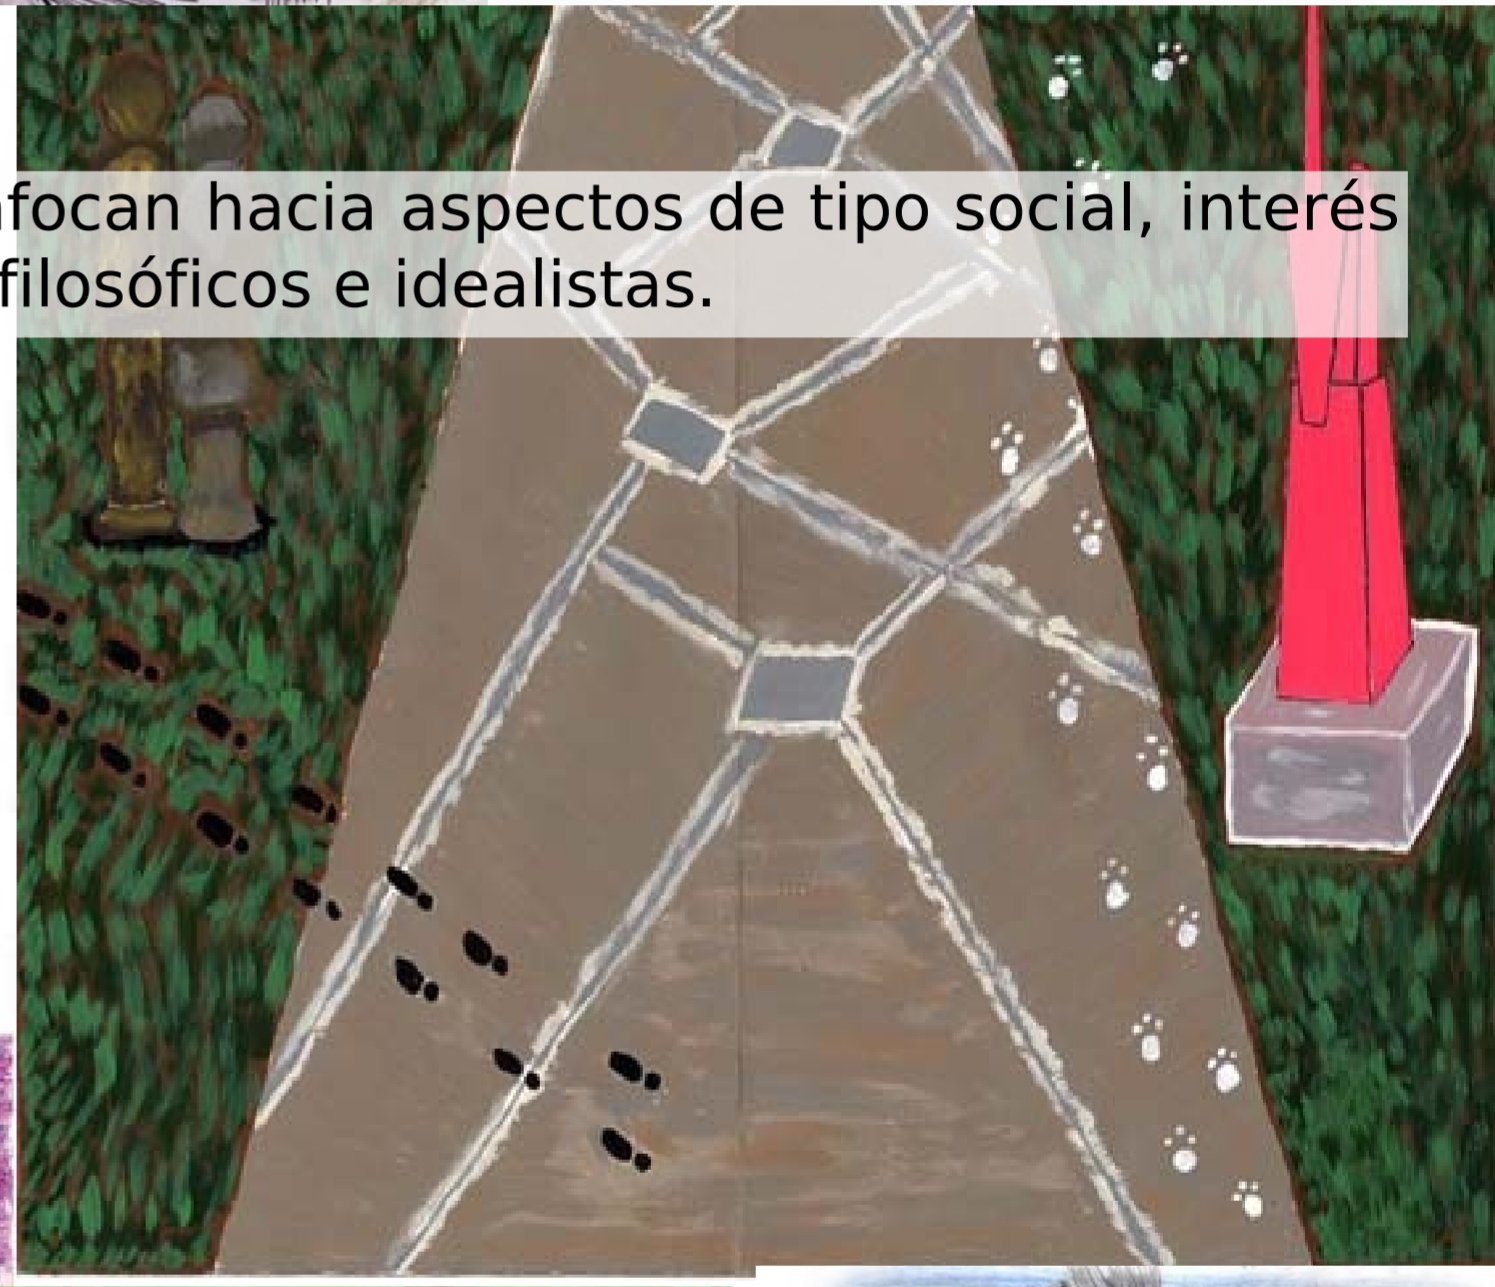 focan hacia aspectos de tipo social, interés
filosóficos e idealistas.